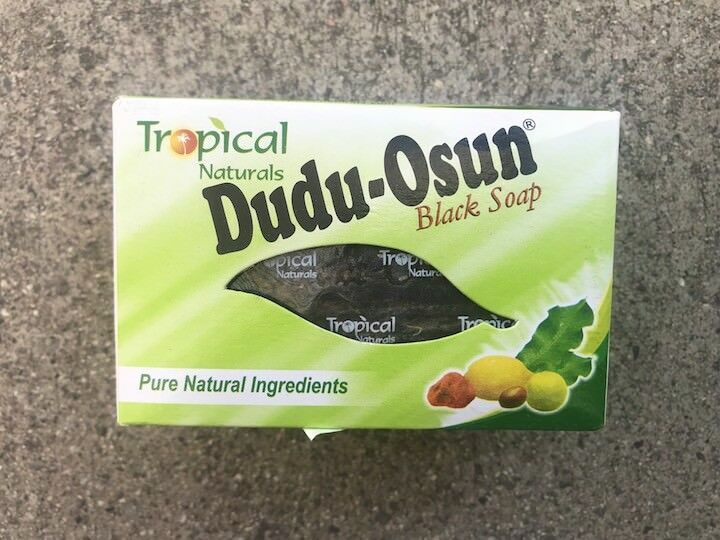 Tropical
Naturals
Dudu-Osun®
Black Soap
Tropical
Naturals
Tropical
Naturals
Pure Natural Ingredients